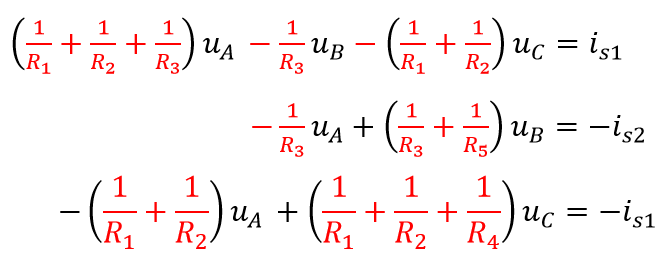 (1/R₁ + 1/R₂ + 1/R₃) u_A − 1/R₃ u_B − (1/R₁ + 1/R₂) u_C = i_s1
− 1/R₃ u_A + (1/R₃ + 1/R₅) u_B = −i_s2
− (1/R₁ + 1/R₂) u_A + (1/R₁ + 1/R₂ + 1/R₄) u_C = −i_s1